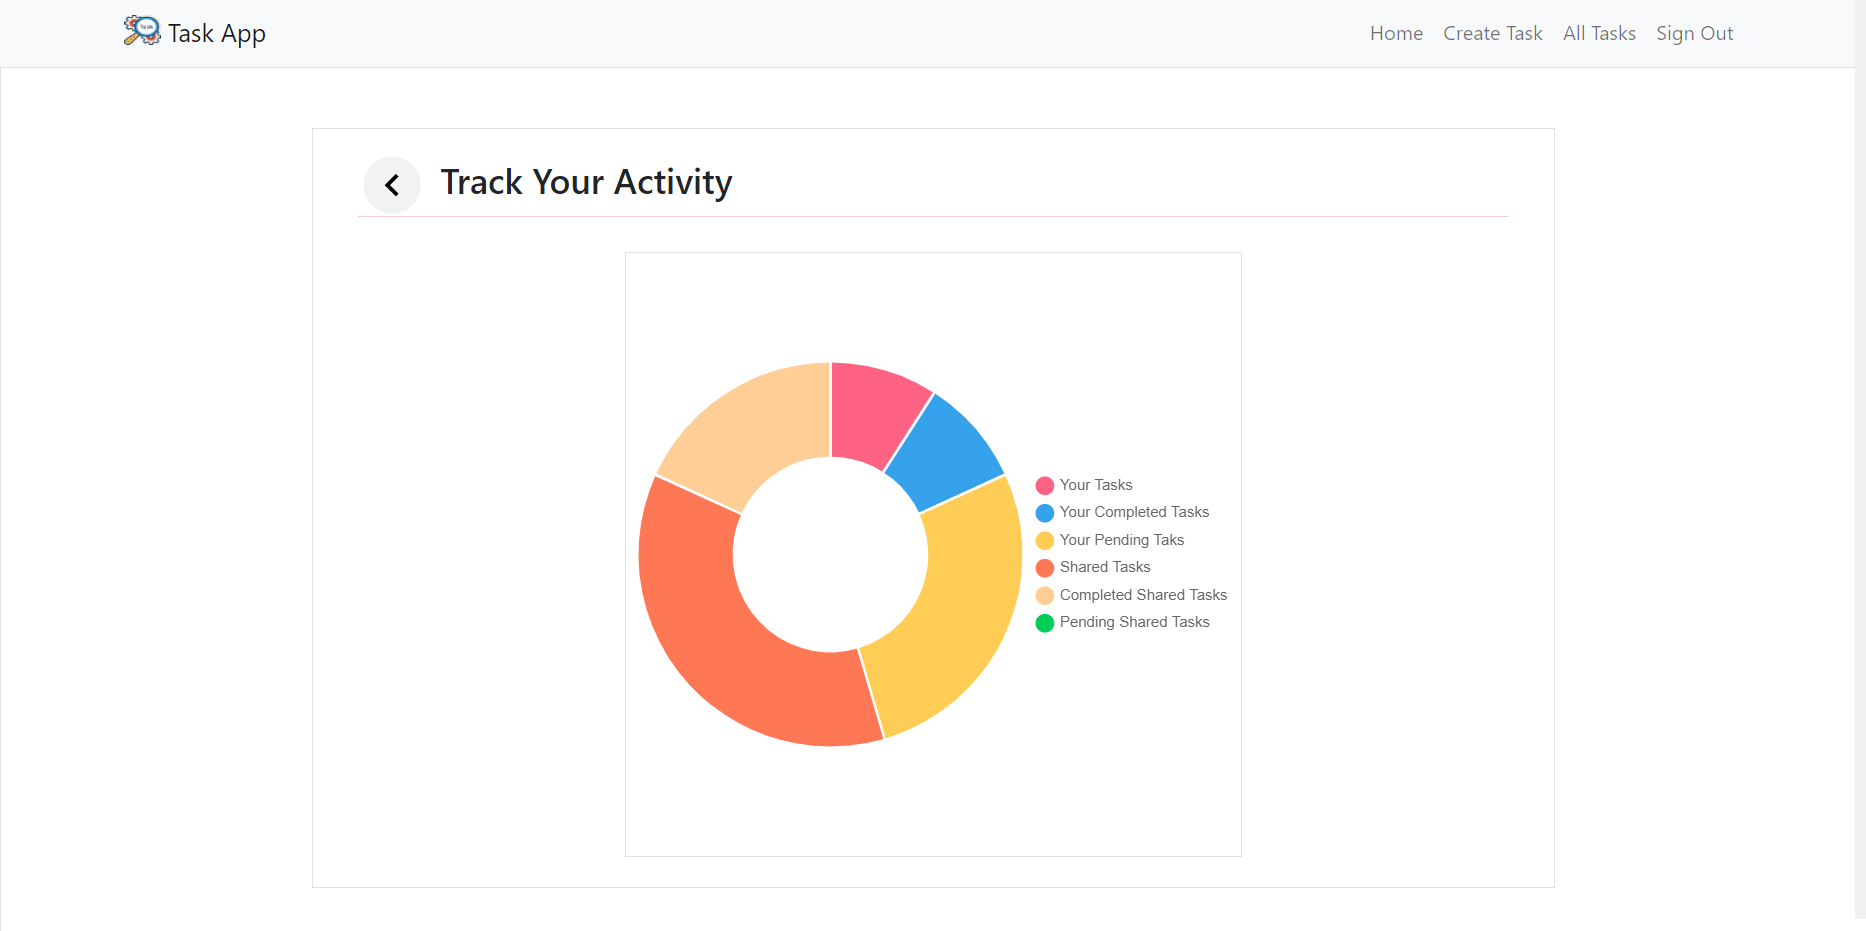 Task App
Home
Create Task
All Tasks
Sign Out
Track Your Activity
Your Tasks
Your Completed Tasks
Your Pending Taks
Shared Tasks
Completed Shared Tasks
Pending Shared Tasks